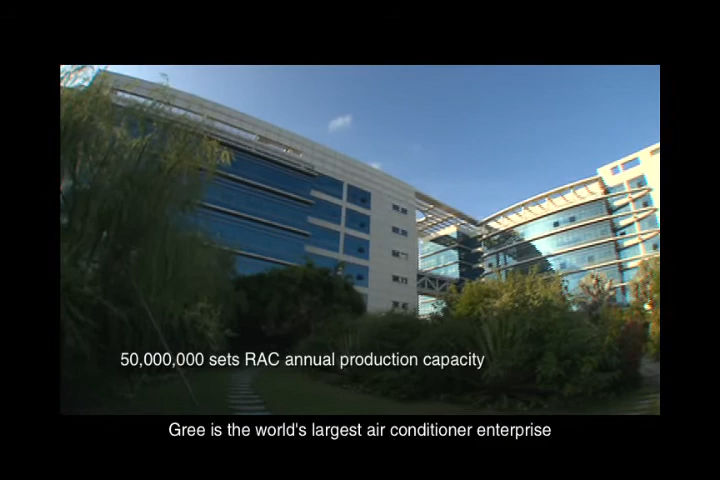 50,000,000 sets RAC annual production capacity
Gree is the world's largest air conditioner enterprise